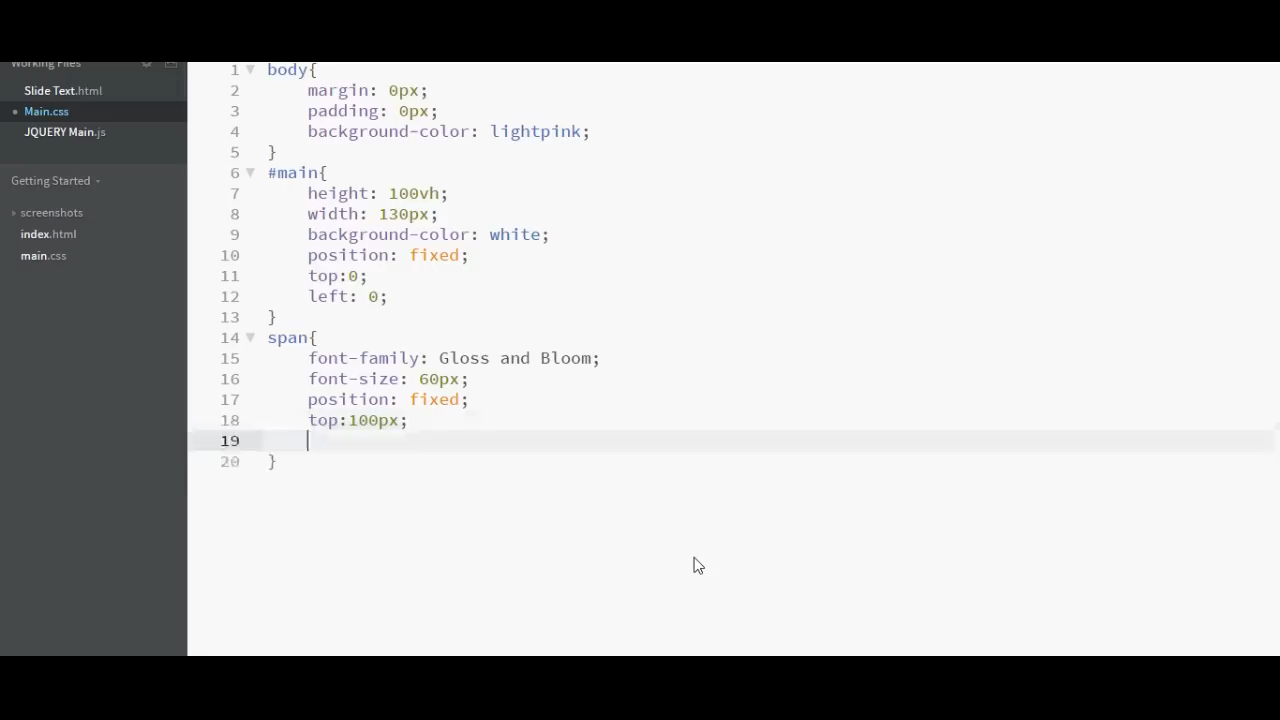 Working Files
Slide Text.html
Main.css
JQUERY Main.js
Getting Started
screenshots
index.html
main.css
1 body{
2 margin: 0px;
3 padding: 0px;
4 background-color: lightpink;
5 }
6 #main{
7 height: 100vh;
8 width: 130px;
9 background-color: white;
10 position: fixed;
11 top:0;
12 left: 0;
13 }
14 span{
15 font-family: Gloss and Bloom;
16 font-size: 60px;
17 position: fixed;
18 top:100px;
19
20 }